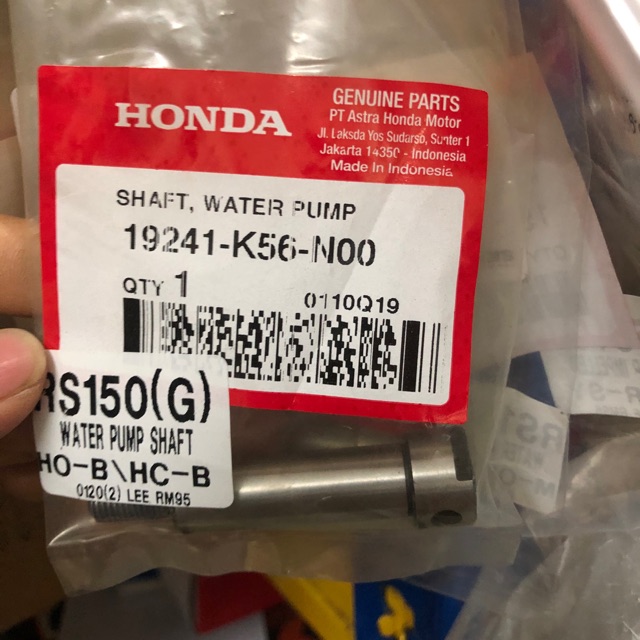 HONDA
GENUINE PARTS
PT Astra Honda Motor
Jl. Laksda Yos Sudarso, Sunter 1
Jakarta 14350 - Indonesia
Made in Indonesia
SHAFT, WATER PUMP
19241-K56-N00
QTY 1
0110Q19
RS150(G)
WATER PUMP SHAFT
HO-B\HC-B
0120(2) LEE RM95
RS1